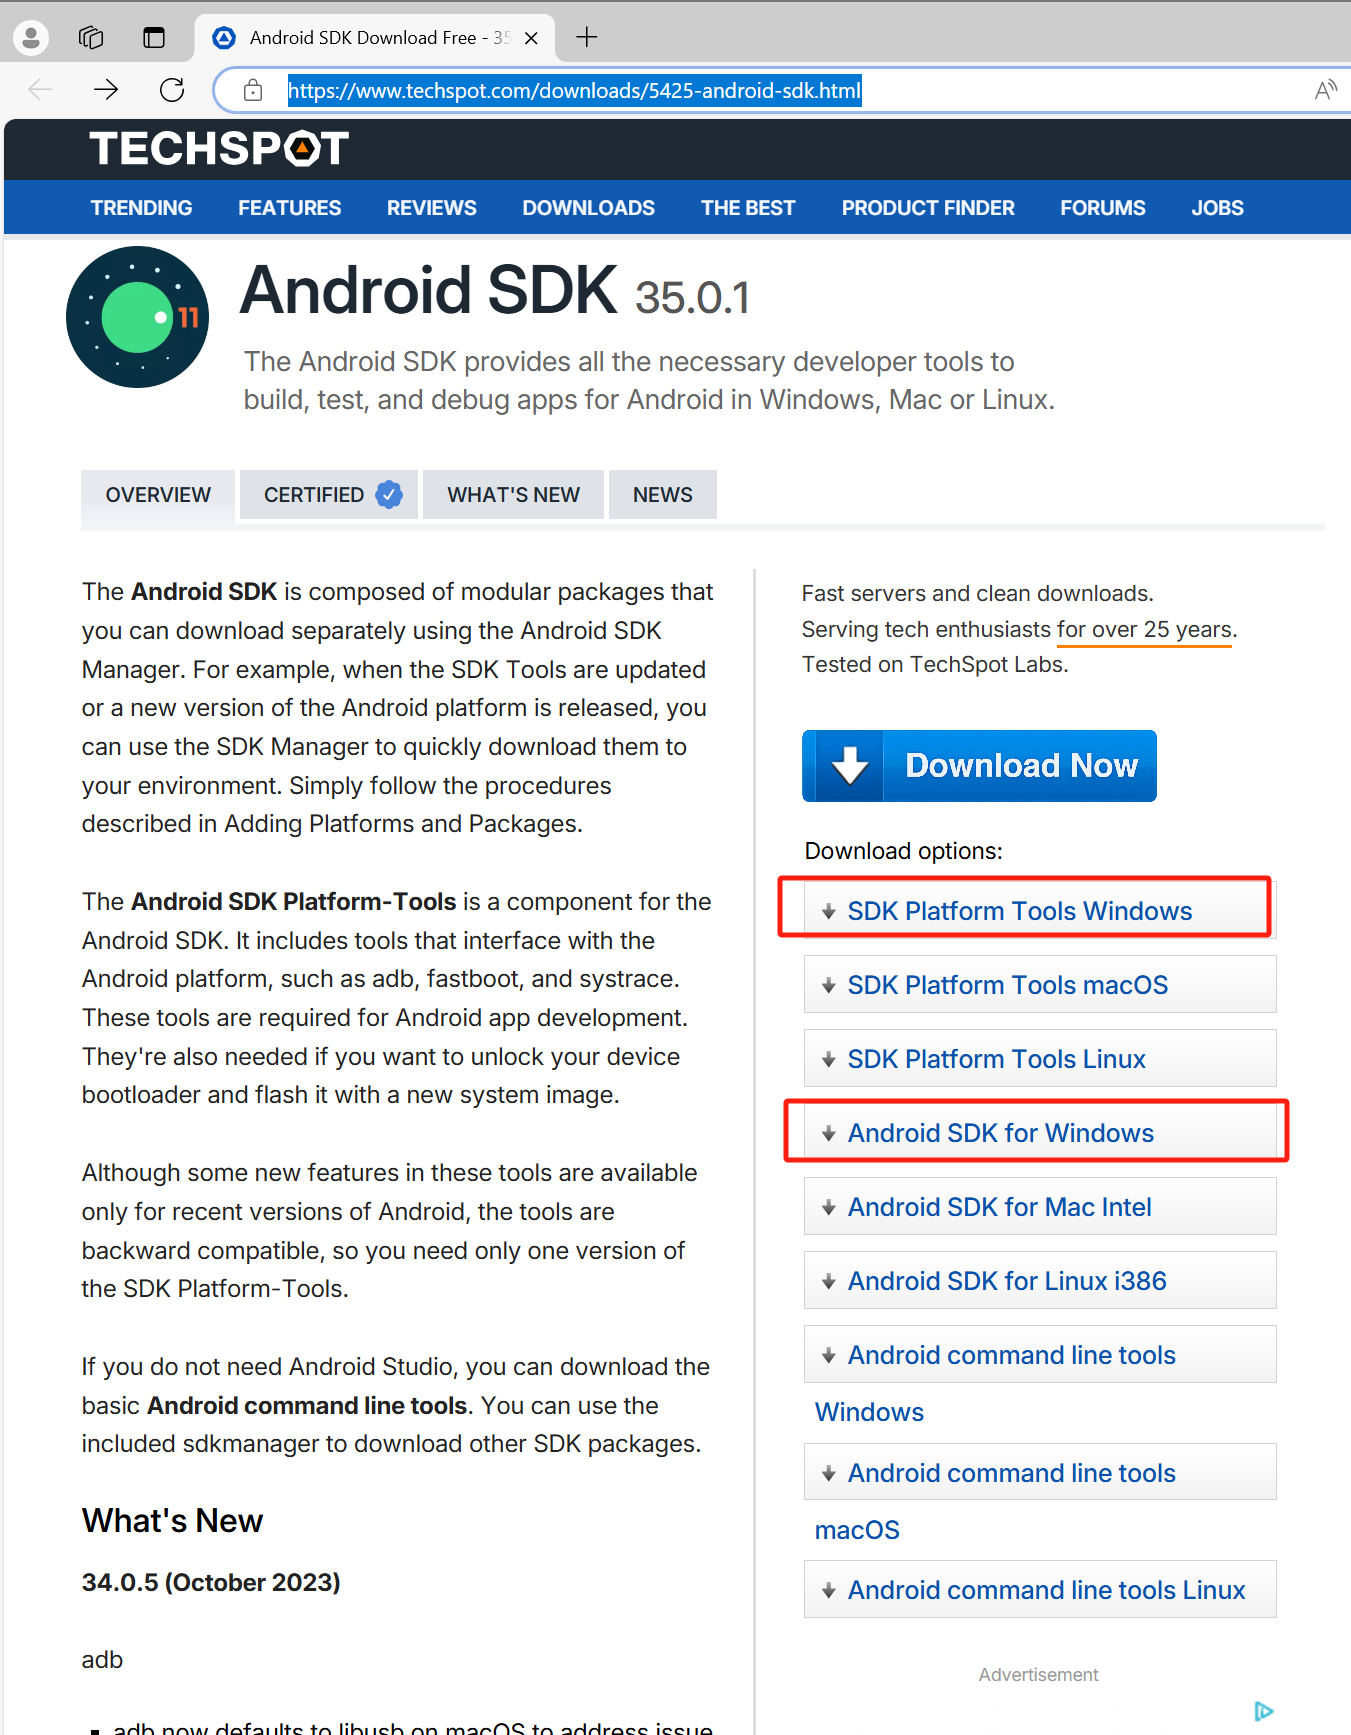 Android SDK Download Free - 35
https://www.techspot.com/downloads/5425-android-sdk.html
TECHSPOT
TRENDING FEATURES REVIEWS DOWNLOADS THE BEST PRODUCT FINDER FORUMS JOBS
11
Android SDK 35.0.1
The Android SDK provides all the necessary developer tools to
build, test, and debug apps for Android in Windows, Mac or Linux.
OVERVIEW CERTIFIED WHAT'S NEW NEWS
The Android SDK is composed of modular packages that
you can download separately using the Android SDK
Manager. For example, when the SDK Tools are updated
or a new version of the Android platform is released, you
can use the SDK Manager to quickly download them to
your environment. Simply follow the procedures
described in Adding Platforms and Packages.
The Android SDK Platform-Tools is a component for the
Android SDK. It includes tools that interface with the
Android platform, such as adb, fastboot, and systrace.
These tools are required for Android app development.
They're also needed if you want to unlock your device
bootloader and flash it with a new system image.
Although some new features in these tools are available
only for recent versions of Android, the tools are
backward compatible, so you need only one version of
the SDK Platform-Tools.
If you do not need Android Studio, you can download the
basic Android command line tools. You can use the
included sdkmanager to download other SDK packages.
What's New
34.0.5 (October 2023)
adb
adb now defaults to libusb on macOS to address issue
Fast servers and clean downloads.
Serving tech enthusiasts for over 25 years.
Tested on TechSpot Labs.
Download Now
Download options:
SDK Platform Tools Windows
SDK Platform Tools macOS
SDK Platform Tools Linux
Android SDK for Windows
Android SDK for Mac Intel
Android SDK for Linux i386
Android command line tools
Windows
Android command line tools
macOS
Android command line tools Linux
Advertisement